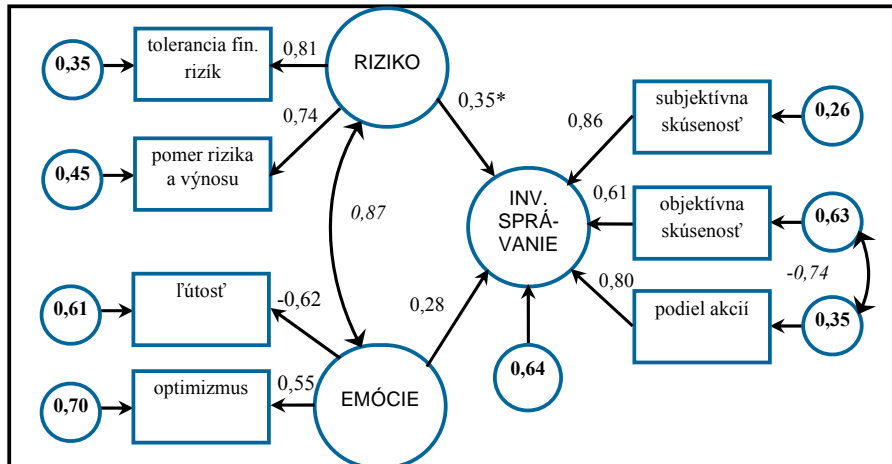 0,35
tolerancia fin.
rizík
0,81
RIZIKO
0,35*
0,45
pomer rizika
a výnosu
0,74
0,87
0,61
ľútosť
-0,62
0,70
optimizmus
0,55
EMÓCIE
0,28
INV.
SPRÁ-
VANIE
0,64
0,86
subjektívna
skúsenosť
0,26
0,61
objektívna
skúsenosť
0,63
-0,74
0,80
podiel akcií
0,35